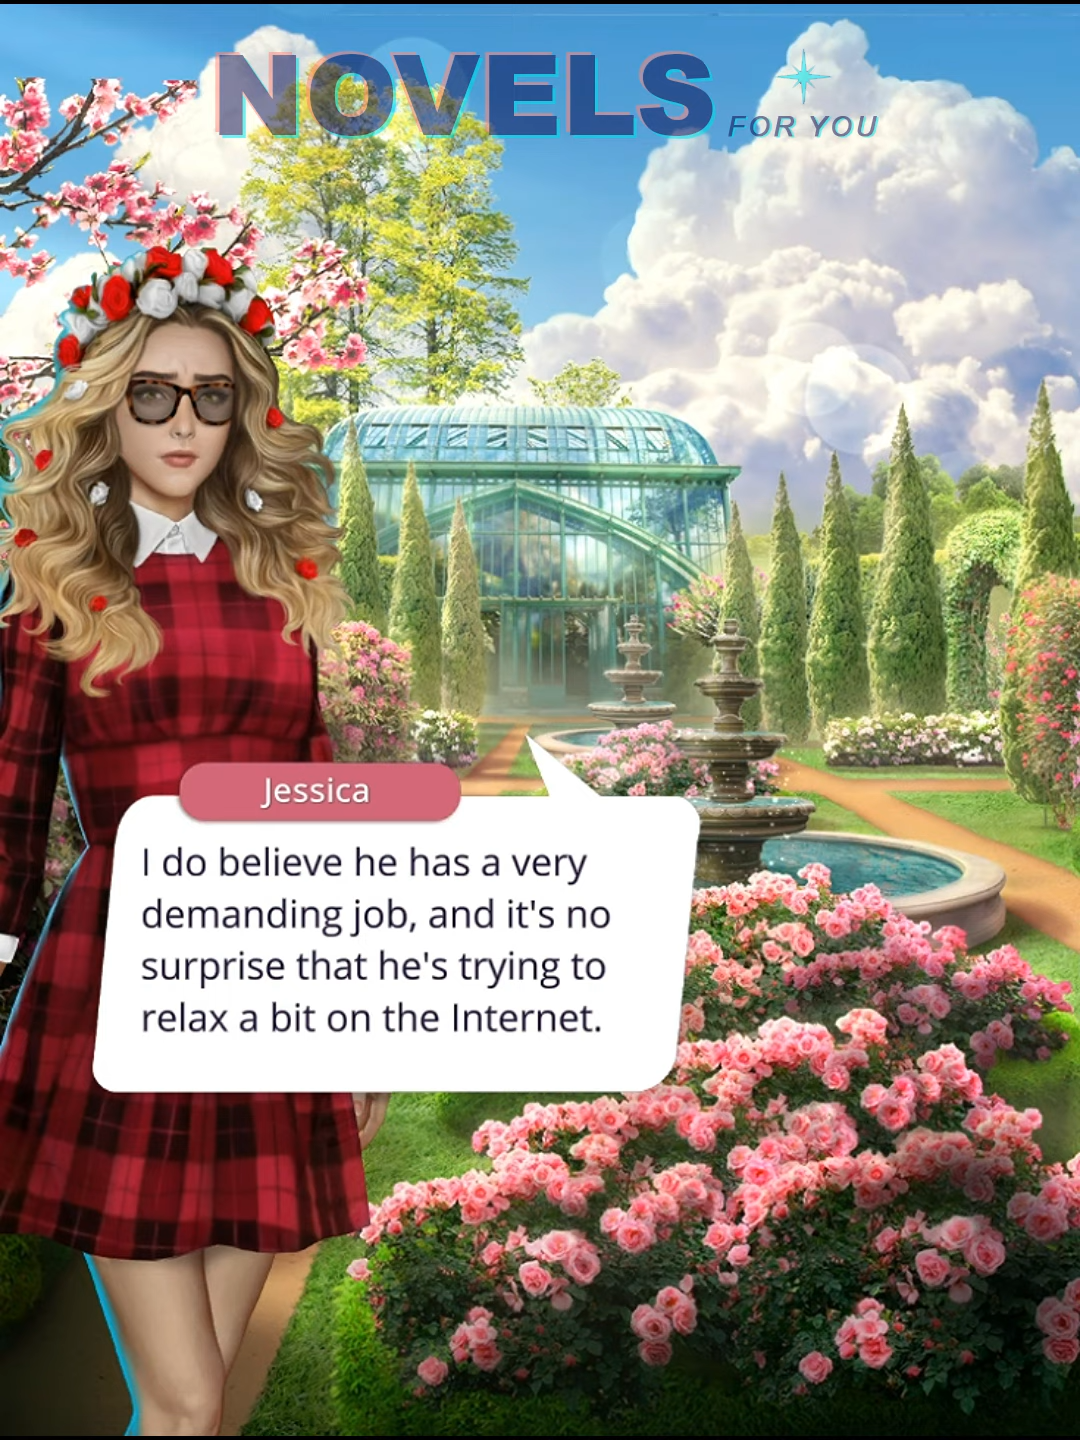 NOVELS
FOR YOU
Jessica
I do believe he has a very
demanding job, and it's no
surprise that he's trying to
relax a bit on the Internet.